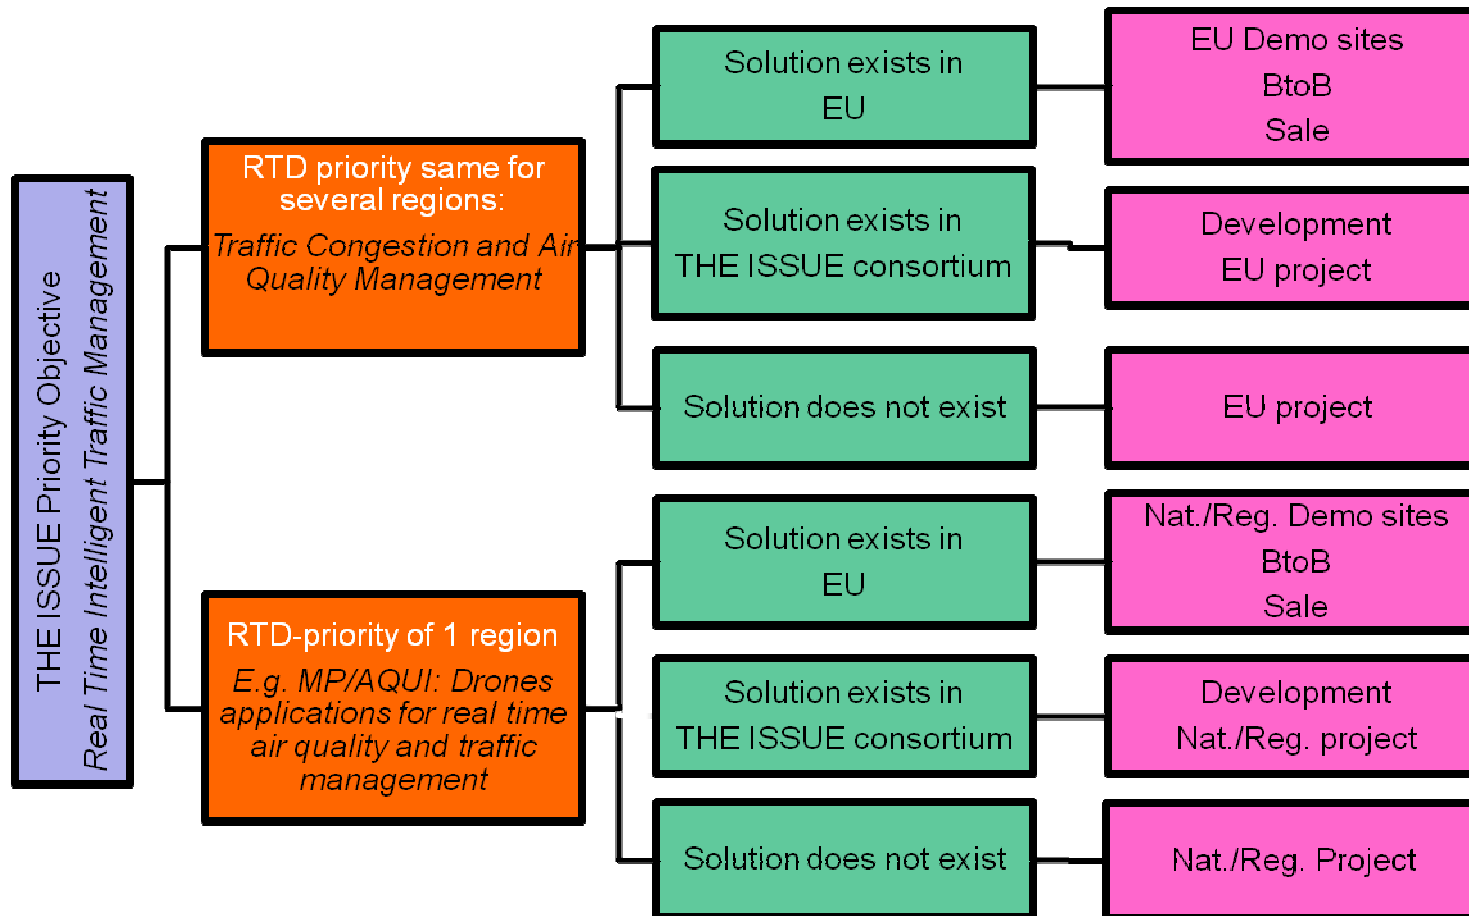 THE ISSUE Priority Objective
Real Time Intelligent Traffic Management
RTD priority same for
several regions:
Traffic Congestion and Air
Quality Management
Solution exists in
EU
EU Demo sites
BtoB
Sale
Solution exists in
THE ISSUE consortium
Development
EU project
Solution does not exist
EU project
RTD-priority of 1 region
E.g. MP/AQUI: Drones
applications for real time
air quality and traffic
management
Solution exists in
EU
Nat./Reg. Demo sites
BtoB
Sale
Solution exists in
THE ISSUE consortium
Development
Nat./Reg. project
Solution does not exist
Nat./Reg. Project